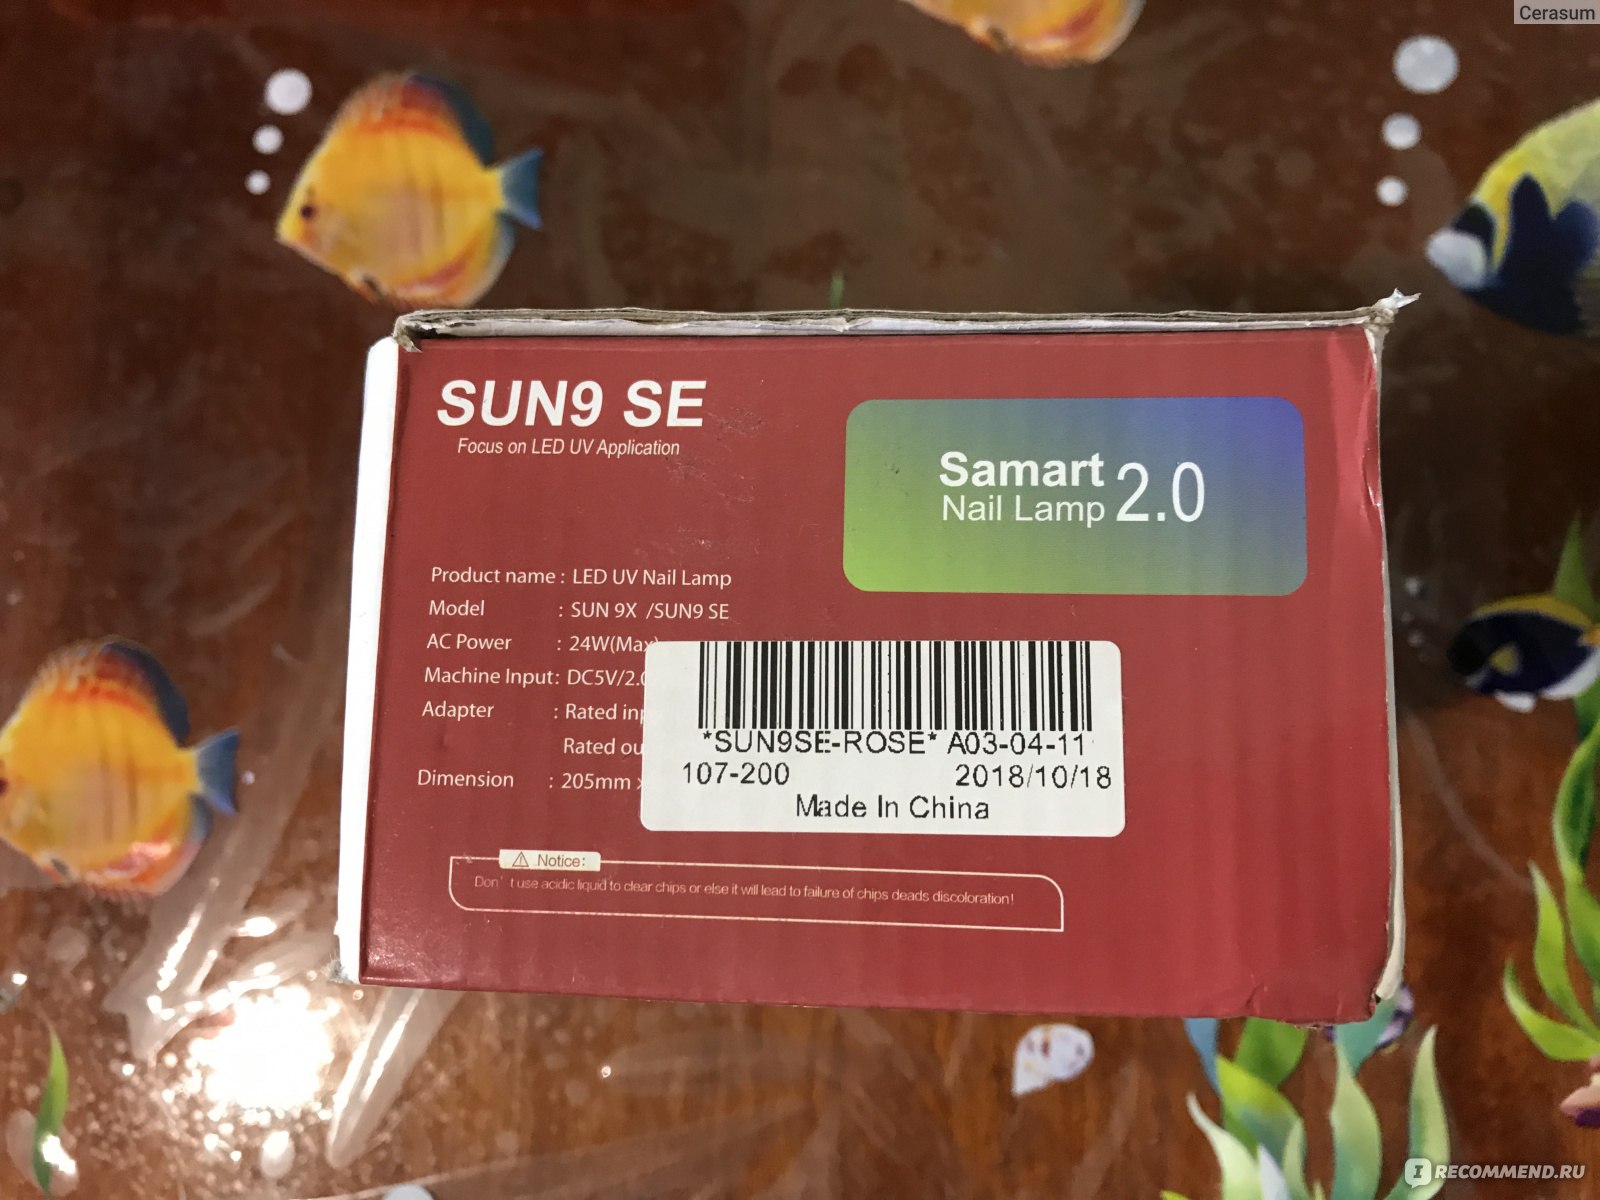 Cerasum
SUN9 SE
Focus on LED UV Application
Samart
Nail Lamp 2.0
Product name : LED UV Nail Lamp
Model : SUN 9X /SUN9 SE
AC Power : 24W(Max)
Machine Input: DC5V/2.0
Adapter : Rated
Rated
Dimension : 205mm
*SUN9SE-ROSE* A03-04-11
107-200 2018/10/18
Made In China
Notice:
Don't use acidic liquid to clear chips or else it will lead to failure of chips deads discoloration!
IRECOMMEND.RU